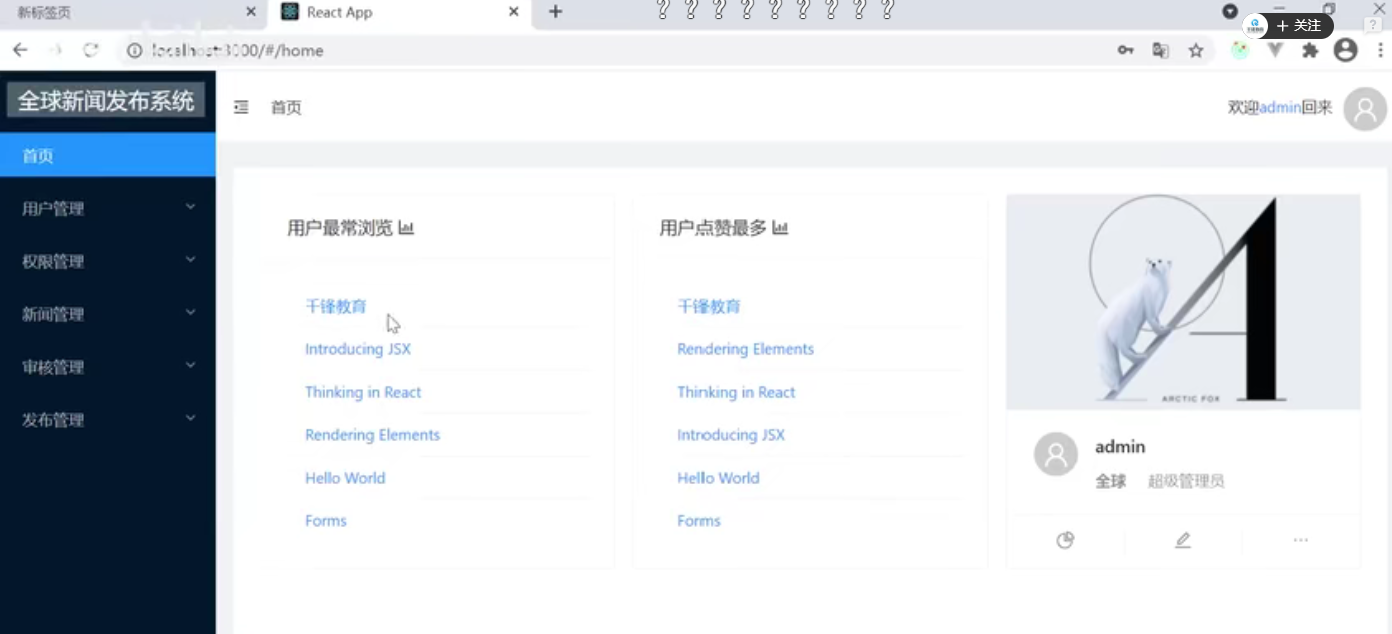 新标签页
React App
? ? ? ? ? ? ? ? ?
+ 关注
localhost:3000/#/home
全球新闻发布系统
首页
欢迎admin回来
首页
用户管理
权限管理
新闻管理
审核管理
发布管理
用户最常浏览
千锋教育
Introducing JSX
Thinking in React
Rendering Elements
Hello World
Forms
用户点赞最多
千锋教育
Rendering Elements
Thinking in React
Introducing JSX
Hello World
Forms
A
ARCTIC FOX
admin
全球 超级管理员